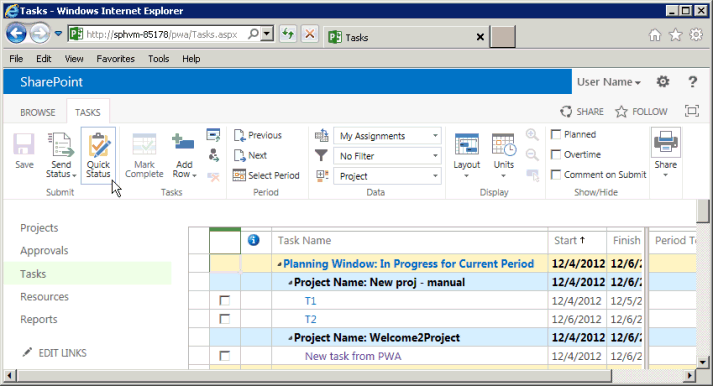 Tasks - Windows Internet Explorer
http://sphvm-85178/pwa/Tasks.aspx
Tasks
File Edit View Favorites Tools Help
SharePoint
User Name
?
BROWSE TASKS
SHARE FOLLOW
Save
Send Status
Quick Status
Submit
Mark Complete
Add Row
Tasks
Previous
Next
Select Period
Period
My Assignments
No Filter
Project
Data
Layout
Units
Display
Planned
Overtime
Comment on Submit
Show/Hide
Share
Projects
Approvals
Tasks
Resources
Reports
EDIT LINKS
Task Name Start Finish Period To
Planning Window: In Progress for Current Period 12/4/2012 12/6/2
Project Name: New proj - manual 12/4/2012 12/6/2
T1 12/4/2012 12/5/2
T2 12/6/2012 12/6/2
Project Name: Welcome2Project 12/4/2012 12/6/2
New task from PWA 12/4/2012 12/6/2